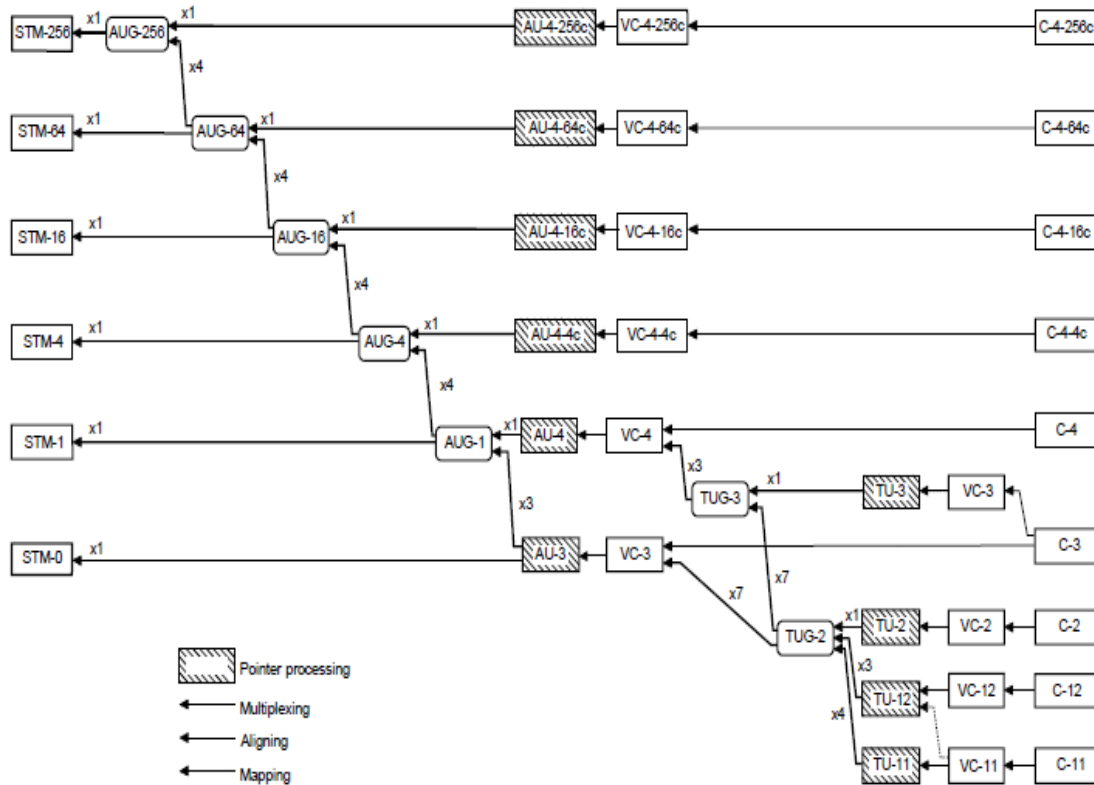 x1 x1
STM-256 AUG-256 AU-4-256c VC-4-256c C-4-256c
x4
x1 x1
STM-64 AUG-64 AU-4-64c VC-4-64c C-4-64c
x4
x1 x1
STM-16 AUG-16 AU-4-16c VC-4-16c C-4-16c
x4
x1 x1
STM-4 AUG-4 AU-4-4c VC-4-4c C-4-4c
x4
x1 x1
STM-1 AUG-1 AU-4 VC-4 C-4
x3 x1
TUG-3 TU-3 VC-3
x3
x1
STM-0 AU-3 VC-3 C-3
x7 x7
x1
TUG-2 TU-2 VC-2 C-2
x3
Pointer processing
TU-12 VC-12 C-12
x4
Multiplexing
Aligning
TU-11 VC-11 C-11
Mapping